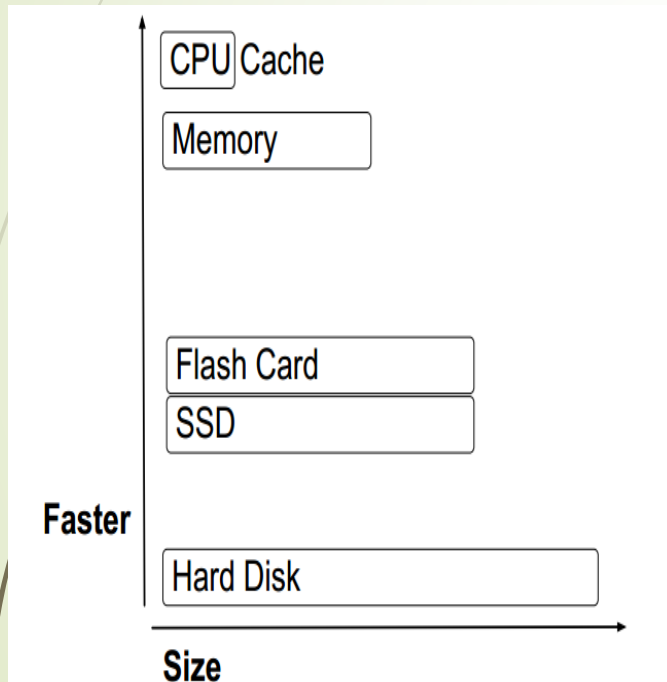 CPU Cache
Memory
Flash Card
SSD
Faster
Hard Disk
Size